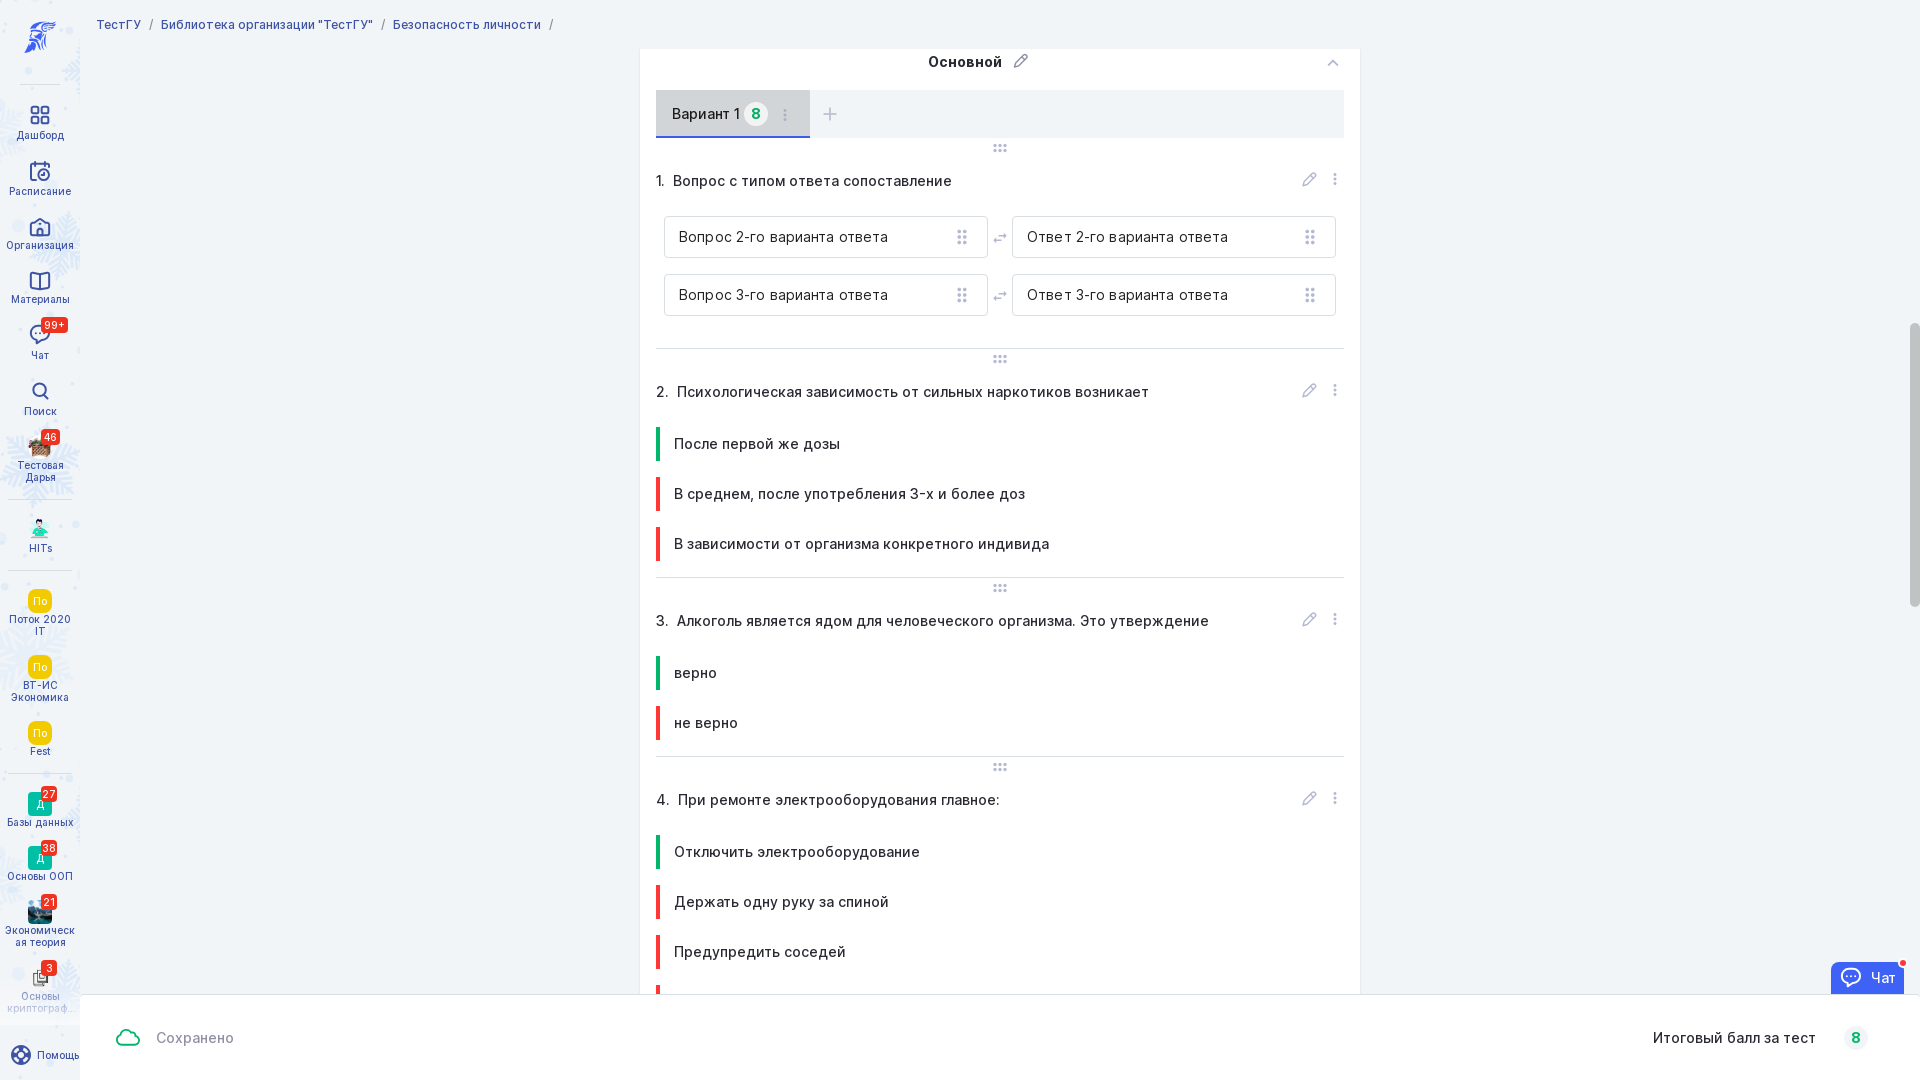 ТестГУ / Библиотека организации "ТестГУ" / Безопасность личности /
Дашборд
Расписание
Организация
Материалы
99+
Чат
Поиск
46
Тестовая
Дарья
HITs
По
Поток 2020
IT
По
ВТ-ИС
Экономика
По
Fest
27
Д
Базы данных
38
Д
Основы ООП
21
Экономическ
ая теория
3
Основы
криптограф...
Помощь
Основной
Вариант 1 8
1. Вопрос с типом ответа сопоставление
Вопрос 2-го варианта ответа
Ответ 2-го варианта ответа
Вопрос 3-го варианта ответа
Ответ 3-го варианта ответа
2. Психологическая зависимость от сильных наркотиков возникает
После первой же дозы
В среднем, после употребления 3-х и более доз
В зависимости от организма конкретного индивида
3. Алкоголь является ядом для человеческого организма. Это утверждение
верно
не верно
4. При ремонте электрооборудования главное:
Отключить электрооборудование
Держать одну руку за спиной
Предупредить соседей
Чат
Сохранено
Итоговый балл за тест 8